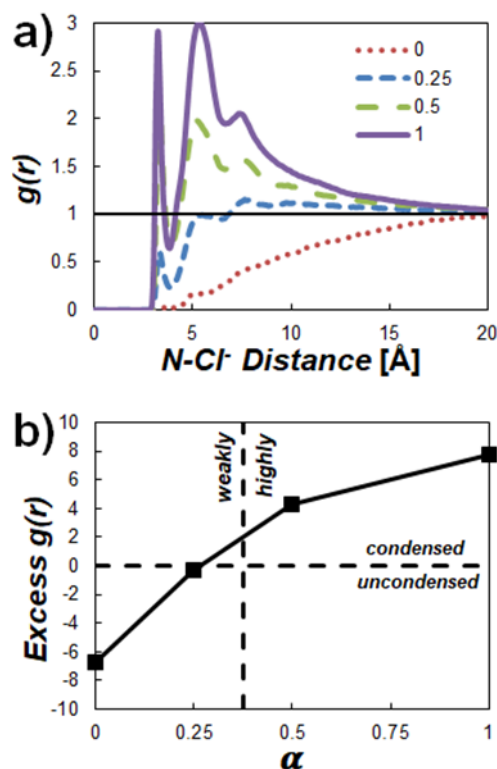 a)
3
2.5
2
1.5
1
0.5
0
g(r)
0
0.25
0.5
1
0 5 10 15 20
N-Cl⁻ Distance [Å]
b)
10
8
6
4
2
0
-2
-4
-6
-8
-10
Excess g(r)
weakly
highly
condensed
uncondensed
0 0.25 0.5 0.75 1
α